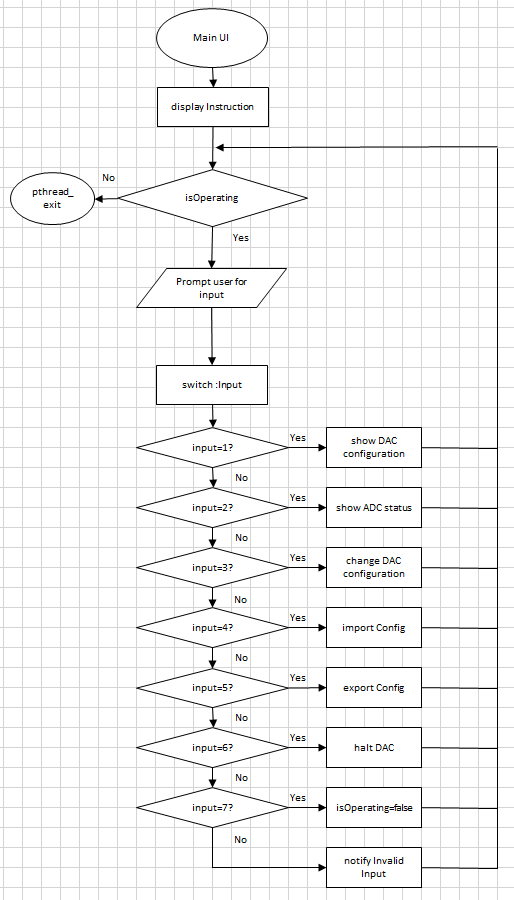 Main UI
display Instruction
No
pthread_
exit
isOperating
Yes
Prompt user for
input
switch :Input
input=1?
Yes
show DAC
configuration
No
input=2?
Yes
show ADC status
No
input=3?
Yes
change DAC
configuration
No
input=4?
Yes
import Config
No
input=5?
Yes
export Config
No
input=6?
Yes
halt DAC
No
input=7?
Yes
isOperating=false
No
notify Invalid
Input